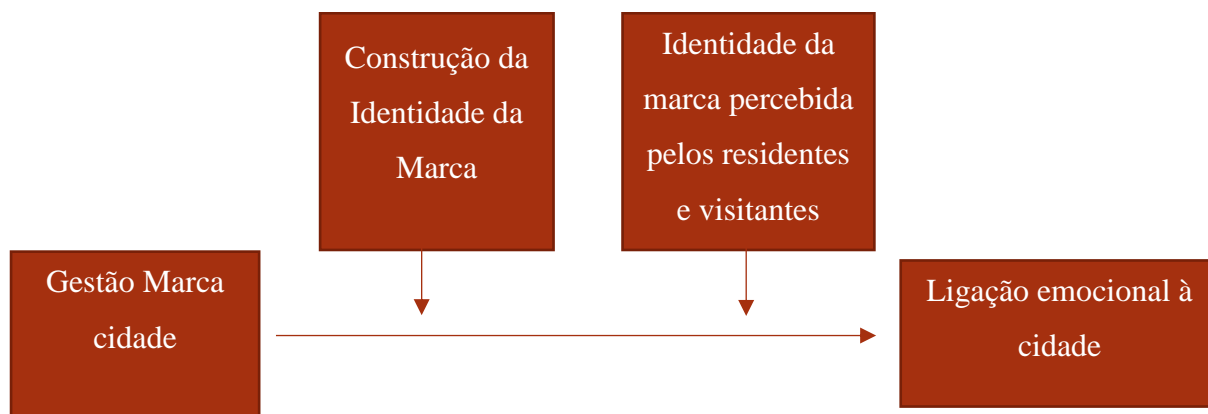 Construção da
Identidade da
Marca
Identidade da
marca percebida
pelos residentes
e visitantes
Gestão Marca
cidade
Ligação emocional à
cidade